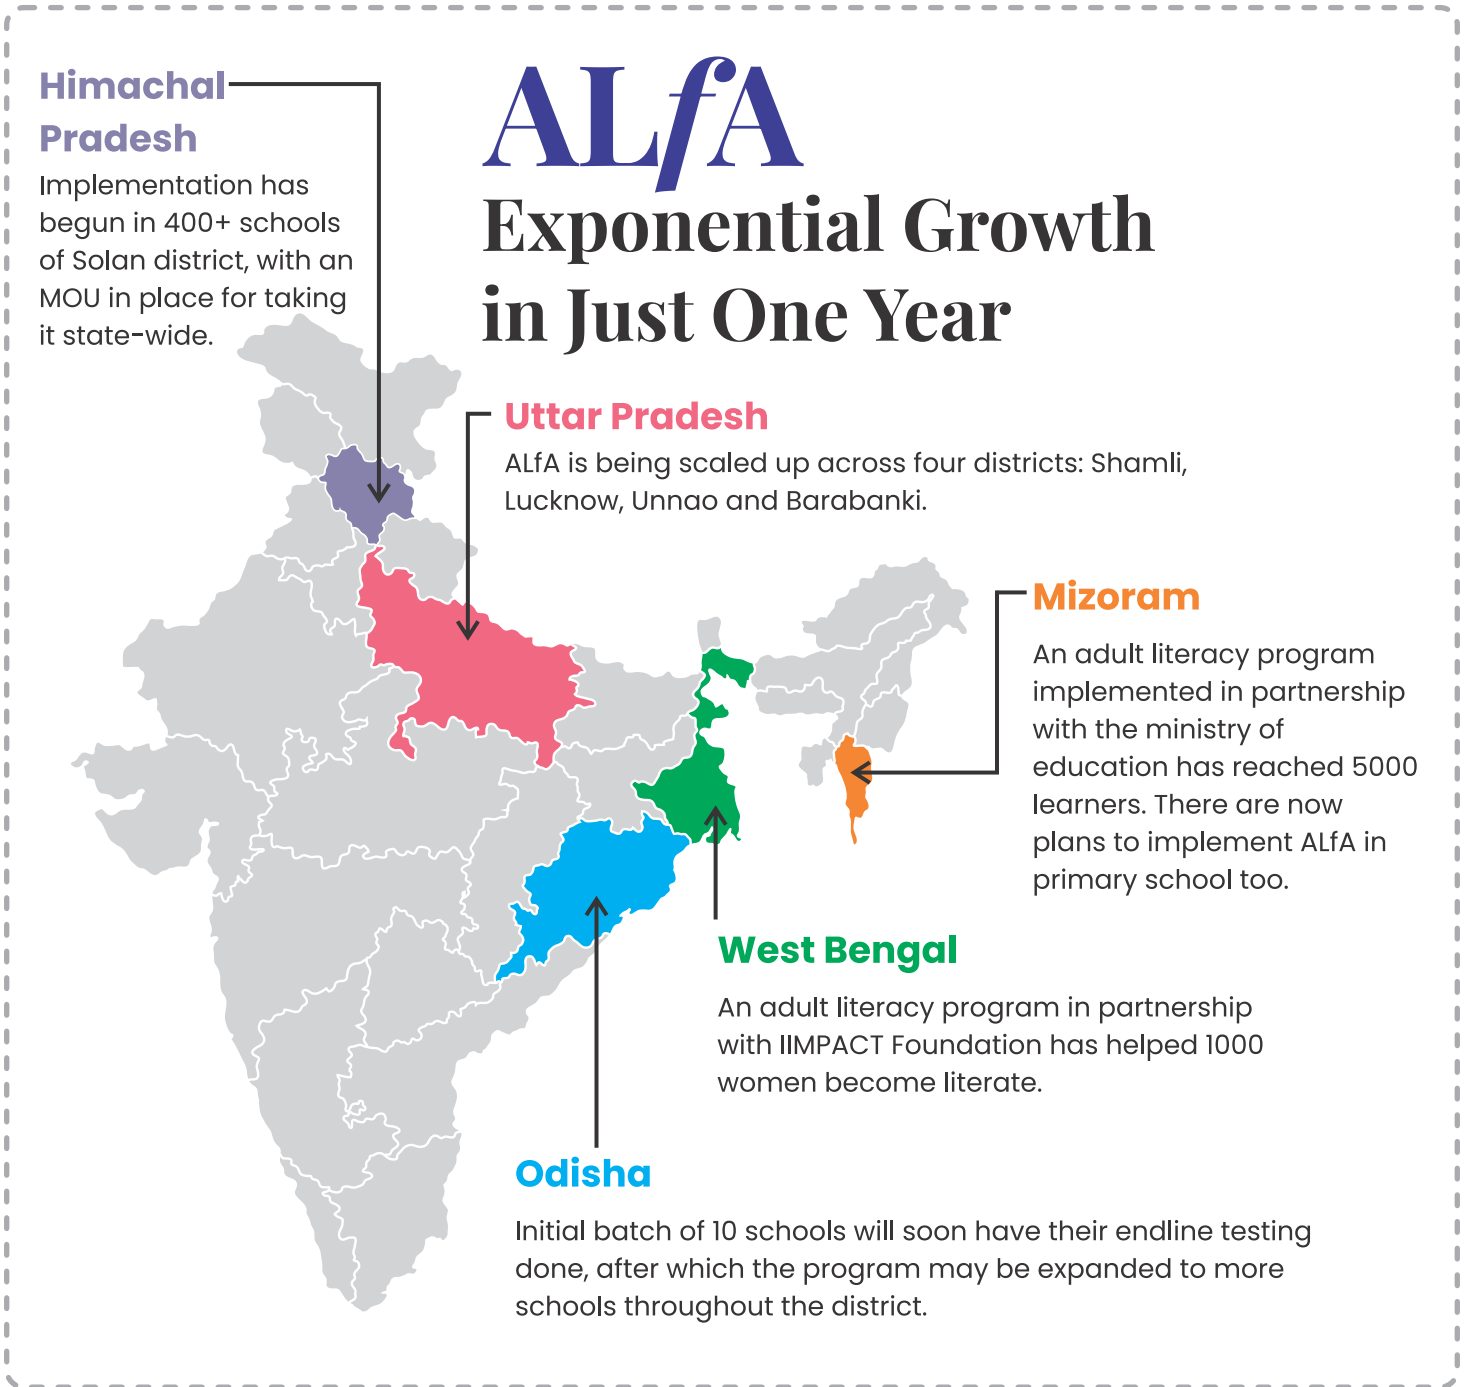 Himachal
Pradesh
Implementation has
begun in 400+ schools
of Solan district, with an
MOU in place for taking
it state-wide.
ALfA
Exponential Growth
in Just One Year
Uttar Pradesh
ALfA is being scaled up across four districts: Shamli,
Lucknow, Unnao and Barabanki.
Mizoram
An adult literacy program
implemented in partnership
with the ministry of
education has reached 5000
learners. There are now
plans to implement ALfA in
primary school too.
West Bengal
An adult literacy program in partnership
with IIMPACT Foundation has helped 1000
women become literate.
Odisha
Initial batch of 10 schools will soon have their endline testing
done, after which the program may be expanded to more
schools throughout the district.